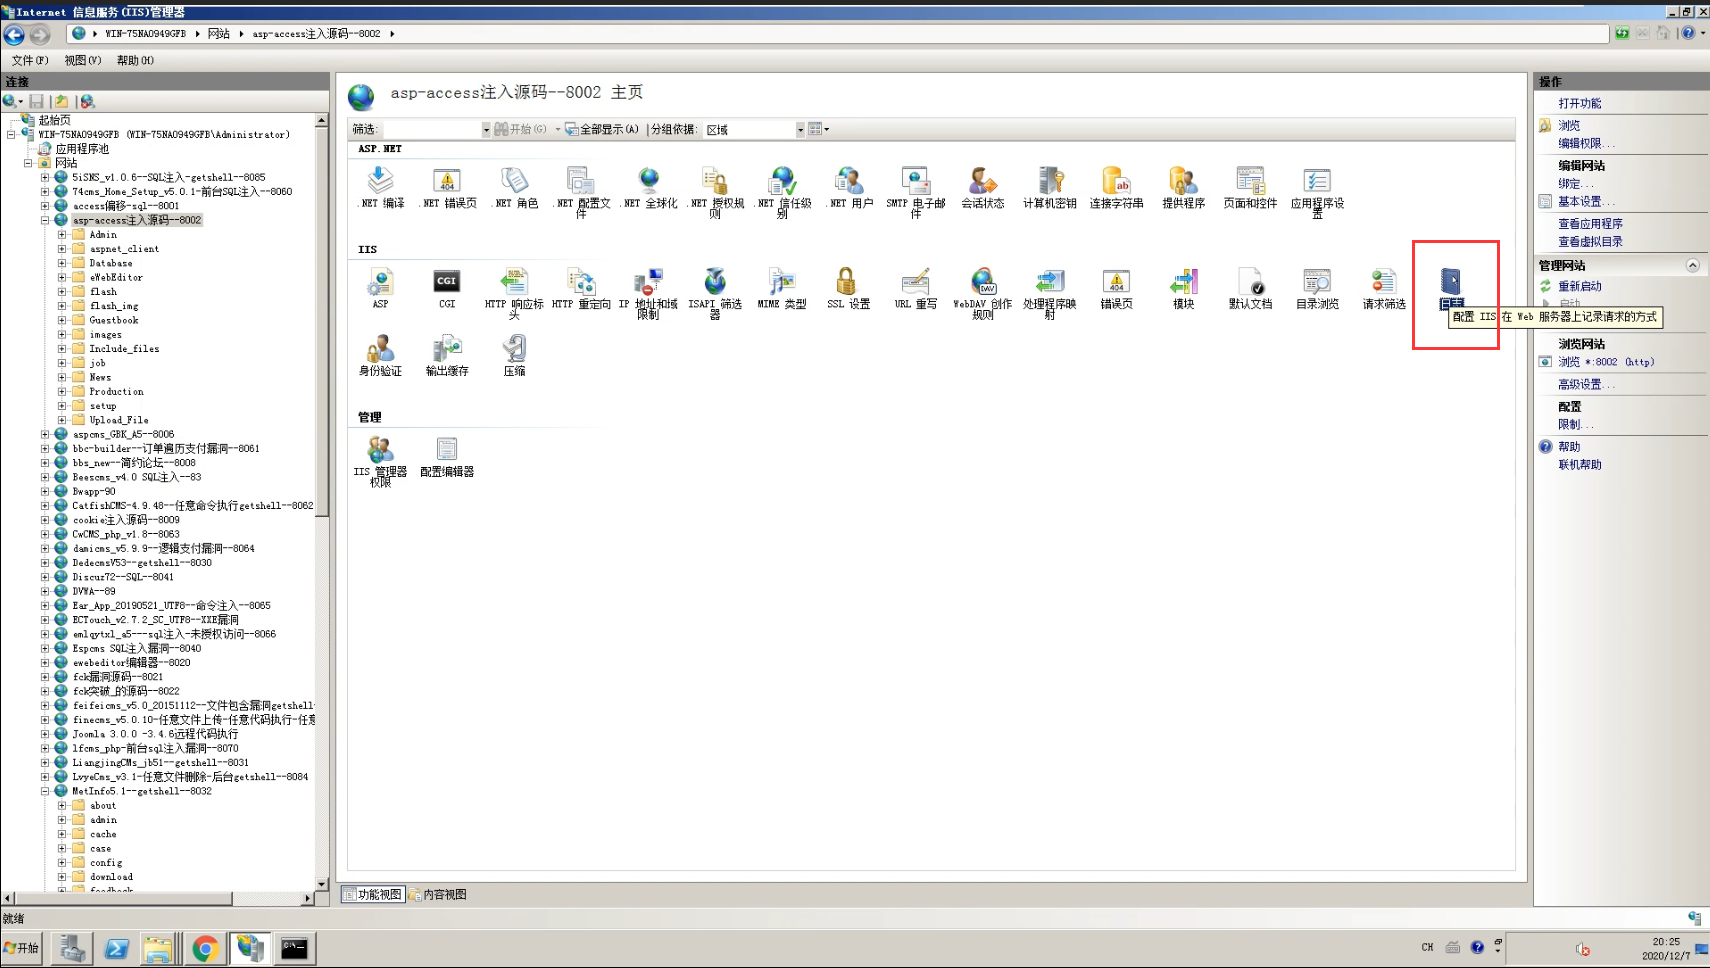 Internet 信息服务(IIS)管理器
WIN-75NA0949GFB
网站
asp-access注入源码--8002
文件(F)
视图(V)
帮助(H)
连接
起始页
WIN-75NA0949GFB (WIN-75NA0949GFB\Administrator)
应用程序池
网站
5iSNS_v1.0.6--SQL注入-getshell--8085
74cms_Home_Setup_v5.0.1-前台SQL注入--8060
access偏移-sql--8001
asp-access注入源码--8002
Admin
aspnet_client
Database
eWebEditor
flash
flash_img
Guestbook
images
Include_files
job
News
Production
setup
Upload_File
aspcms_GBK_A5--8006
bbc-builder--订单遍历支付漏洞--8061
bbs_new--简约论坛--8008
Beescms_v4.0 SQL注入--83
Bwapp-90
CatfishCMS-4.9.48--任意命令执行getshell--8062
cookie注入源码--8009
CwCMS_php_v1.8--8063
damicms_v5.9.9--逻辑支付漏洞--8064
DedecmsV53--getshell--8030
Discuz72--SQL--8041
DVWA--89
Ear_App_20190521_UTF8--命令注入--8065
ECTouch_v2.7.2_SC_UTF8--XXE漏洞
emlqytxl_a5---sql注入-未授权访问--8066
Espcms SQL注入漏洞--8040
ewebeditor编辑器--8020
fck漏洞源码--8021
fck突破_的源码--8022
feifeicms_v5.0_20151112--文件包含漏洞getshell
finecms_v5.0.10-任意文件上传-任意代码执行-任意
Joomla 3.0.0 -3.4.6远程代码执行
lfcms_php-前台sql注入漏洞--8070
LiangjingCMs_jb51--getshell--8031
LvyeCms_v3.1-任意文件删除-后台getshell--8084
MetInfo5.1--getshell--8032
about
admin
cache
case
config
download
feedback
asp-access注入源码--8002 主页
筛选:
开始(G)
全部显示(A)
分组依据:
区域
ASP.NET
.NET 编译
.NET 错误页
.NET 角色
.NET 配置文件
.NET 全球化
.NET 授权规则
.NET 信任级别
.NET 用户
SMTP 电子邮件
会话状态
计算机密钥
连接字符串
提供程序
页面和控件
应用程序设置
IIS
CGI
DAV
404
ASP
CGI
HTTP 响应标头
HTTP 重定向
IP 地址和域限制
ISAPI 筛选器
MIME 类型
SSL 设置
URL 重写
WebDAV 创作规则
处理程序映射
错误页
模块
默认文档
目录浏览
请求筛选
日志
配置 IIS 在 Web 服务器上记录请求的方式
身份验证
输出缓存
压缩
管理
IIS 管理器权限
配置编辑器
功能视图
内容视图
操作
打开功能
浏览
编辑权限...
编辑网站
绑定...
基本设置...
查看应用程序
查看虚拟目录
管理网站
重新启动
启动
浏览网站
浏览 *:8002 (http)
高级设置...
配置
限制...
帮助
联机帮助
就绪
开始
CH
20:25
2020/12/7